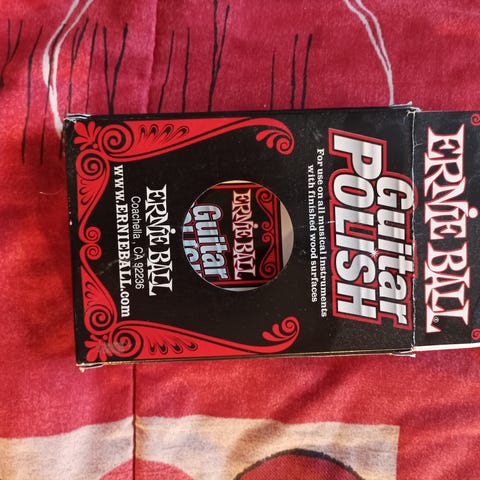 ERNIE BALL®
Guitar
POLISH
For use on all musical instruments
with finished wood surfaces
ERNIE BALL
Guitar
POLISH
ERNIE BALL
Coachella, CA 92236
WWW.ERNIEBALL.com